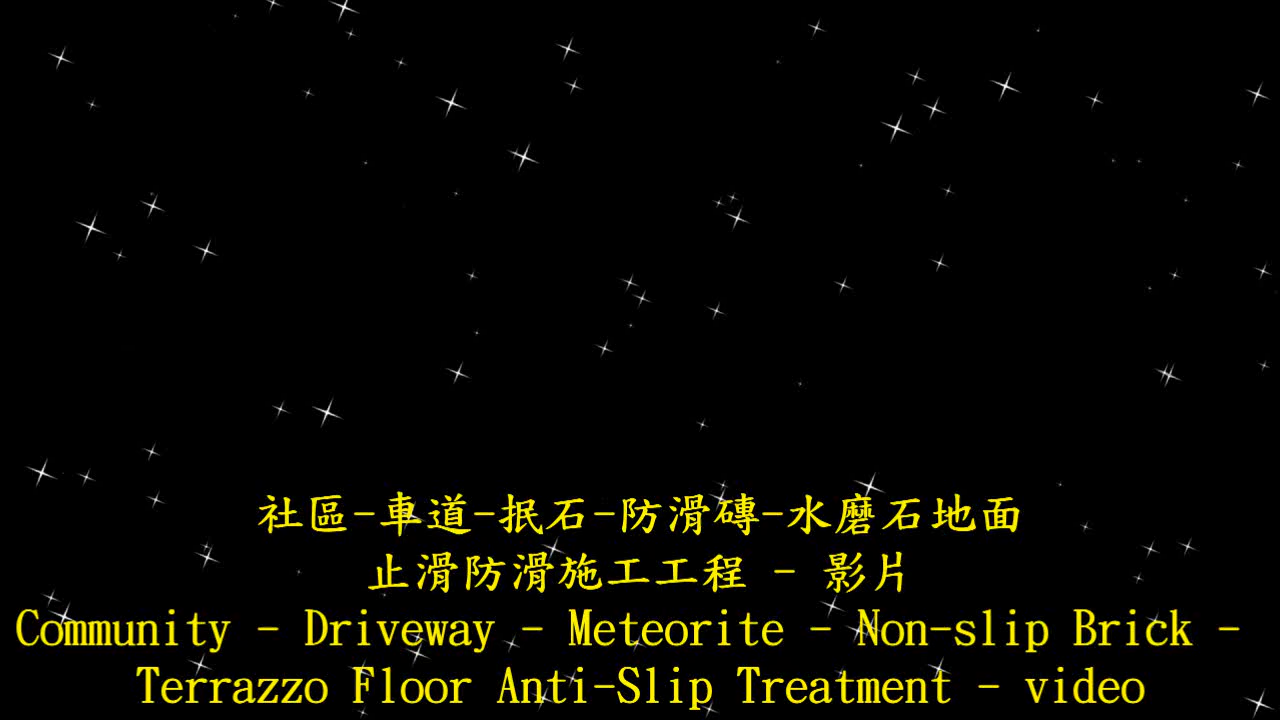 社區-車道-抿石-防滑磚-水磨石地面
止滑防滑施工工程 - 影片
Community - Driveway - Meteorite - Non-slip Brick -
Terrazzo Floor Anti-Slip Treatment - video